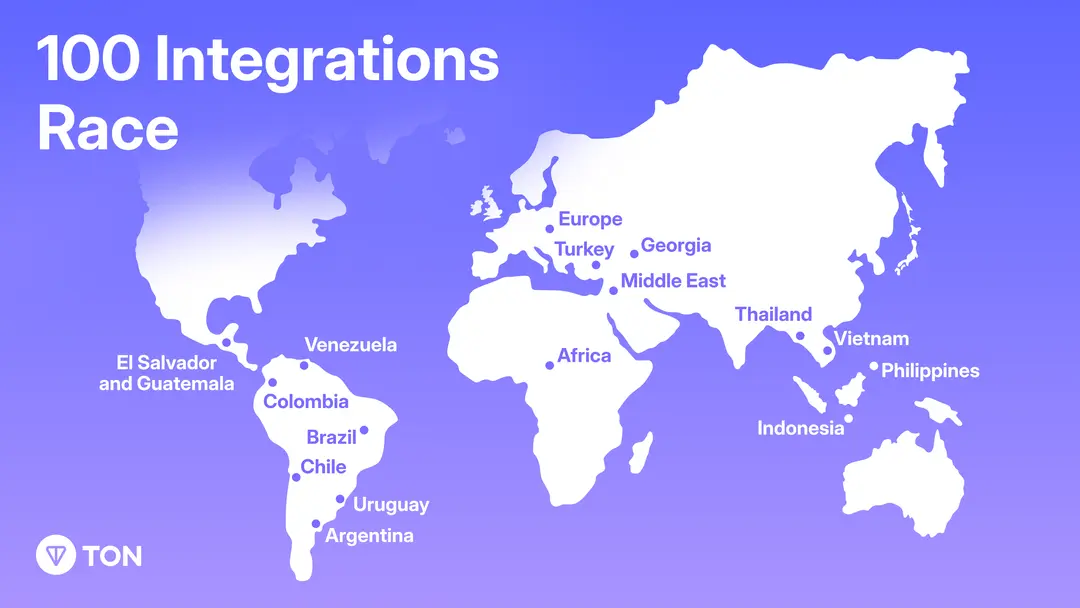 100 Integrations
Race
Europe
Turkey
Georgia
Middle East
Thailand
Vietnam
Philippines
Indonesia
Africa
Venezuela
El Salvador
and Guatemala
Colombia
Brazil
Chile
Uruguay
Argentina
TON